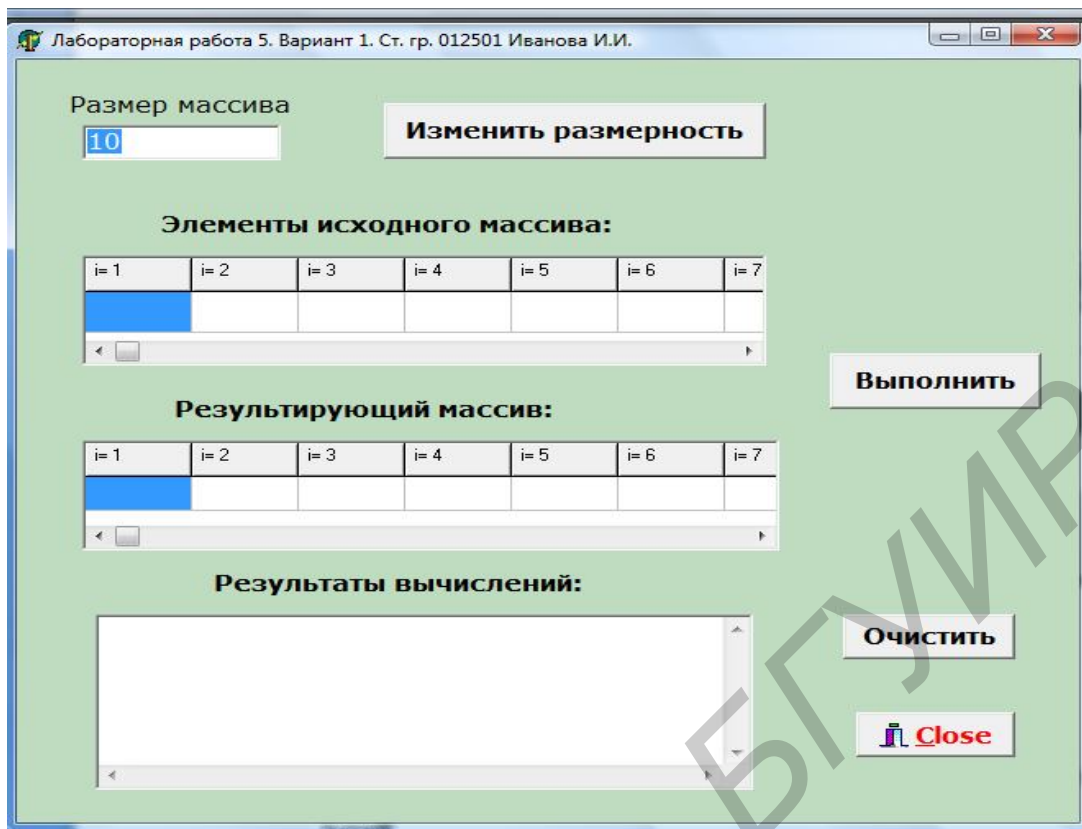 Лабораторная работа 5. Вариант 1. Ст. гр. 012501 Иванова И.И.
Размер массива
10
Изменить размерность
Элементы исходного массива:
i= 1 i= 2 i= 3 i= 4 i= 5 i= 6 i= 7
Выполнить
Результирующий массив:
i= 1 i= 2 i= 3 i= 4 i= 5 i= 6 i= 7
Результаты вычислений:
Очистить
Close
БГУИР